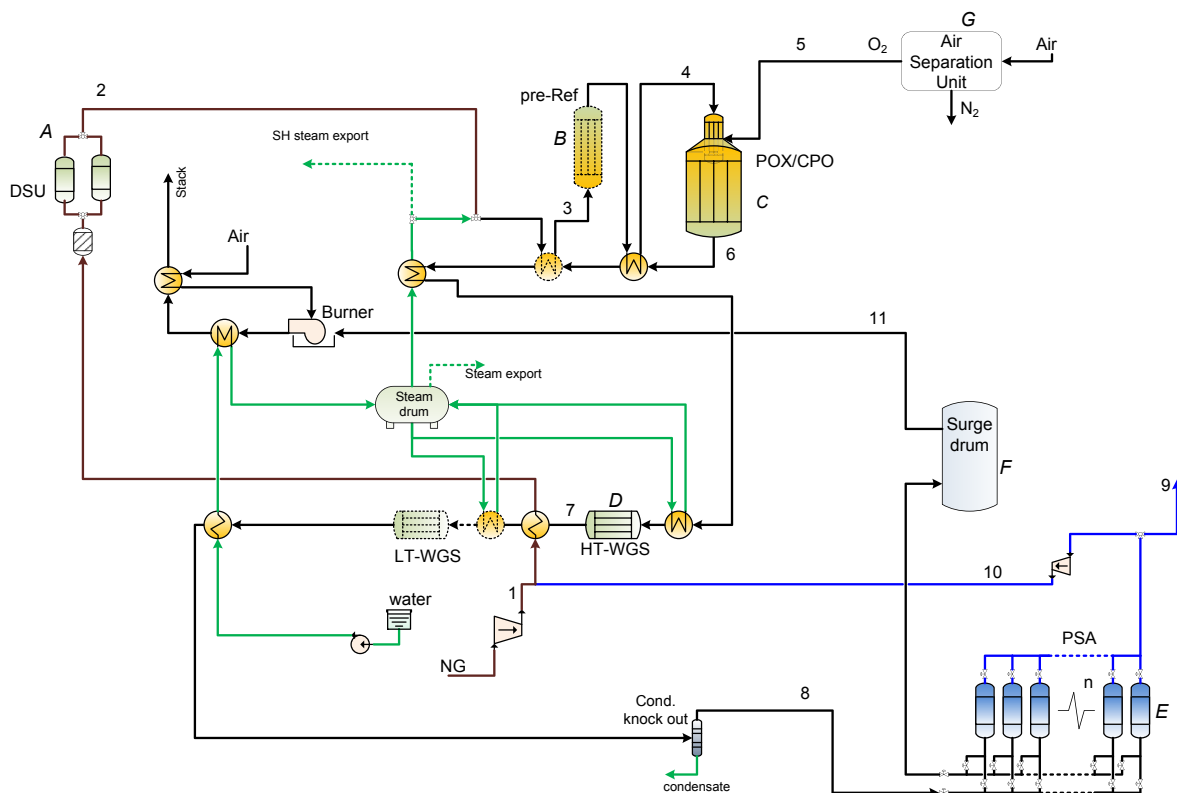 G
5
O2
Air
Separation
Unit
Air
N2
2
4
pre-Ref
A
B
SH steam export
POX/CPO
DSU
Stack
C
3
6
Air
Burner
11
Steam export
Steam
drum
Surge
drum
F
9
D
7
LT-WGS
HT-WGS
10
1
water
PSA
NG
n
8
Cond.
knock out
E
condensate